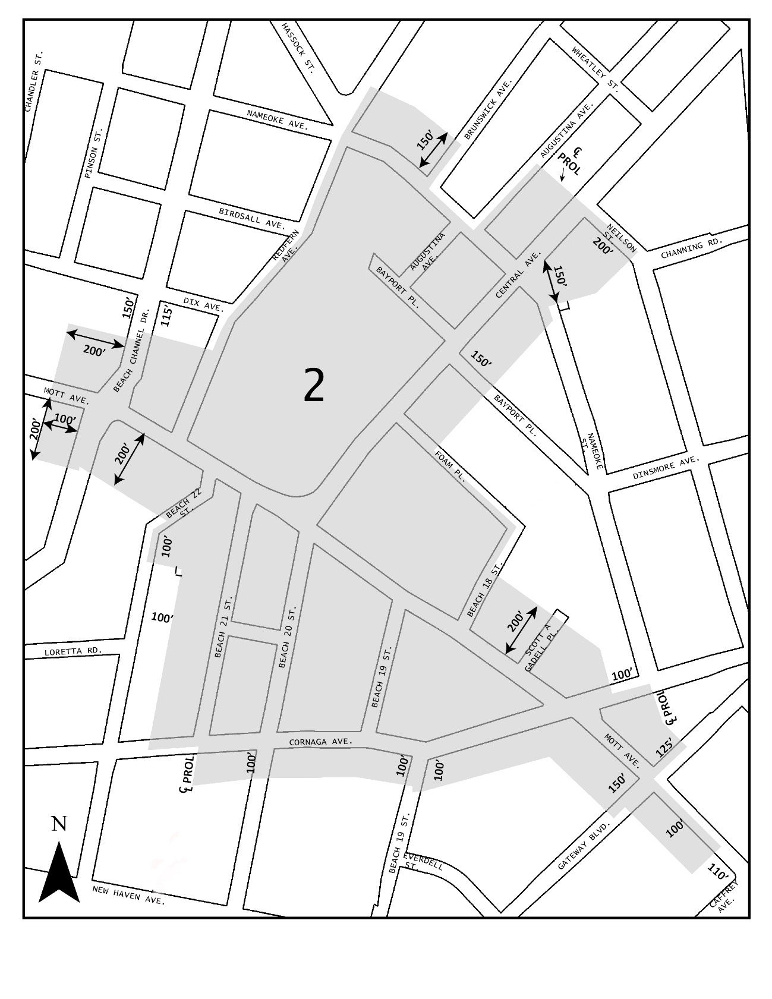 HASSOCK ST.
CHANDLER ST.
WHEATLEY ST.
BRUNSWICK AVE.
NAMEOKE AVE.
AUGUSTINA AVE.
PINSON ST.
150'
℄
PROL
BIRDSALL AVE.
NEILSON
ST.
REDFERN
AVE.
AUGUSTINA
AVE.
200'
CHANNING RD.
CENTRAL AVE.
150'
BAYPORT PL.
150'
115'
DIX AVE.
BEACH CHANNEL DR.
200'
150'
2
MOTT AVE.
100'
200'
BAYPORT PL.
200'
NAMEOKE
ST.
FOAM PL.
DINSMORE AVE.
BEACH 22
ST.
100'
BEACH 18 ST.
100'
BEACH 21 ST.
BEACH 20 ST.
200'
SCOTT A
GADELL PL.
LORETTA RD.
BEACH 19 ST.
100'
℄ PROL
CORNAGA AVE.
MOTT AVE.
125'
℄ PROL
100'
100'
100'
150'
N
BEACH 19 ST.
EVERDELL
ST.
GATEWAY BLVD.
100'
110'
CAFFREY
AVE.
NEW HAVEN AVE.